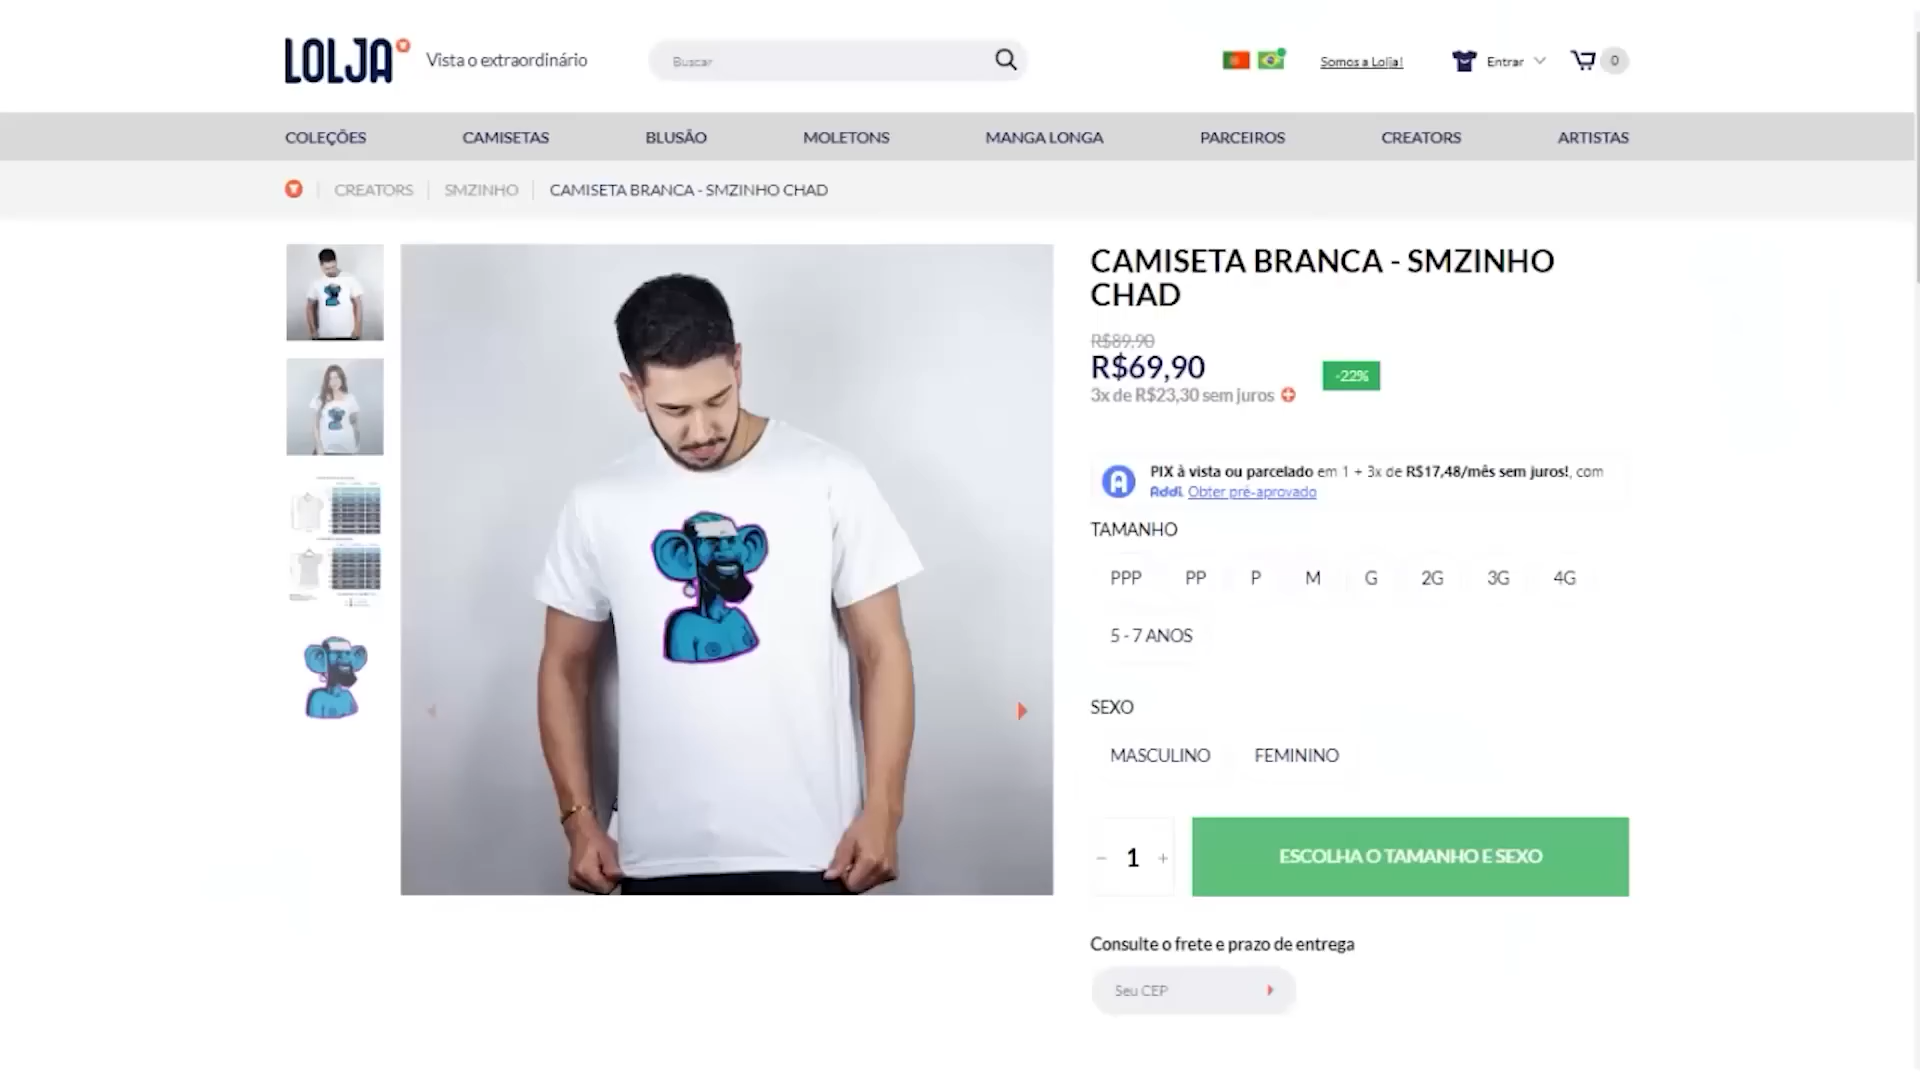 LOLJA
Vista o extraordinário
Buscar
Somos a Lolja!
Entrar
0
COLEÇÕES
CAMISETAS
BLUSÃO
MOLETONS
MANGA LONGA
PARCEIROS
CREATORS
ARTISTAS
CREATORS
SMZINHO
CAMISETA BRANCA - SMZINHO CHAD
CAMISETA BRANCA - SMZINHO
CHAD
R$89,90
R$69,90
-22%
3x de R$23,30 sem juros
PIX à vista ou parcelado em 1 + 3x de R$17,48/mês sem juros!, com
Addi. Obter pré-aprovado
TAMANHO
PPP PP P M G 2G 3G 4G
5 - 7 ANOS
SEXO
MASCULINO FEMININO
- 1 +
ESCOLHA O TAMANHO E SEXO
Consulte o frete e prazo de entrega
Seu CEP